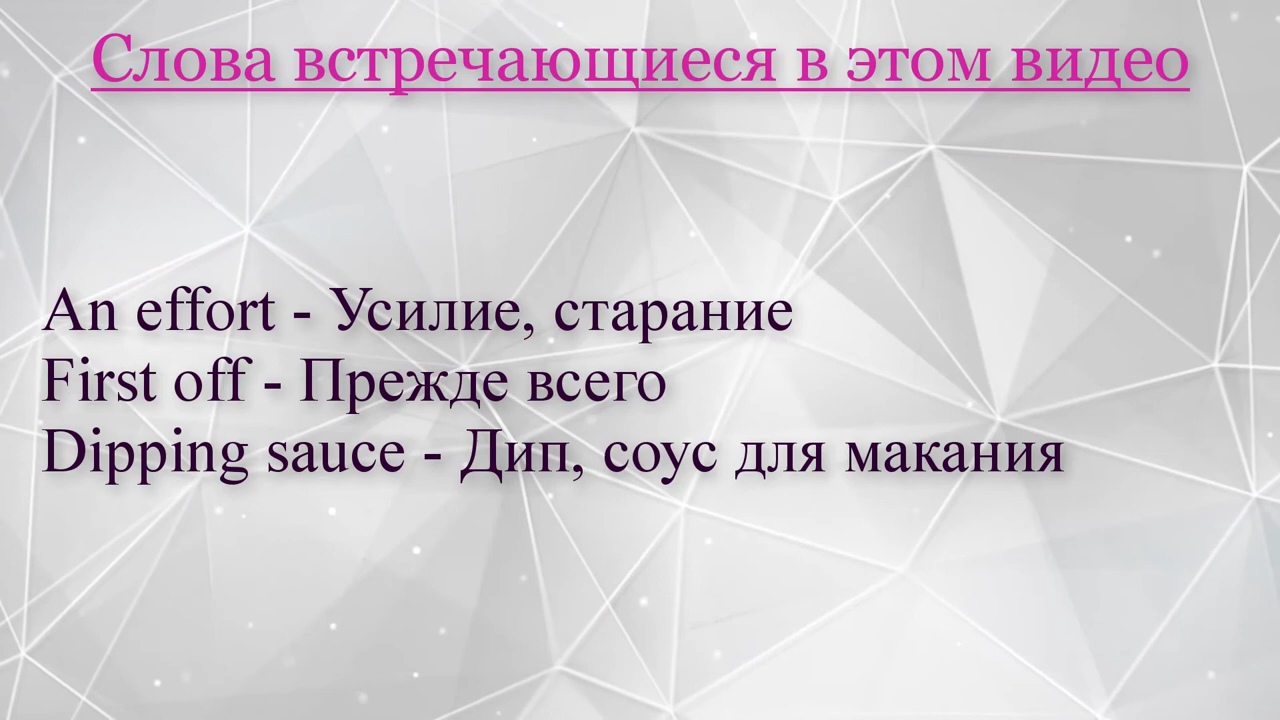 Слова встречающиеся в этом видео
An effort - Усилие, старание
First off - Прежде всего
Dipping sauce - Дип, соус для макания